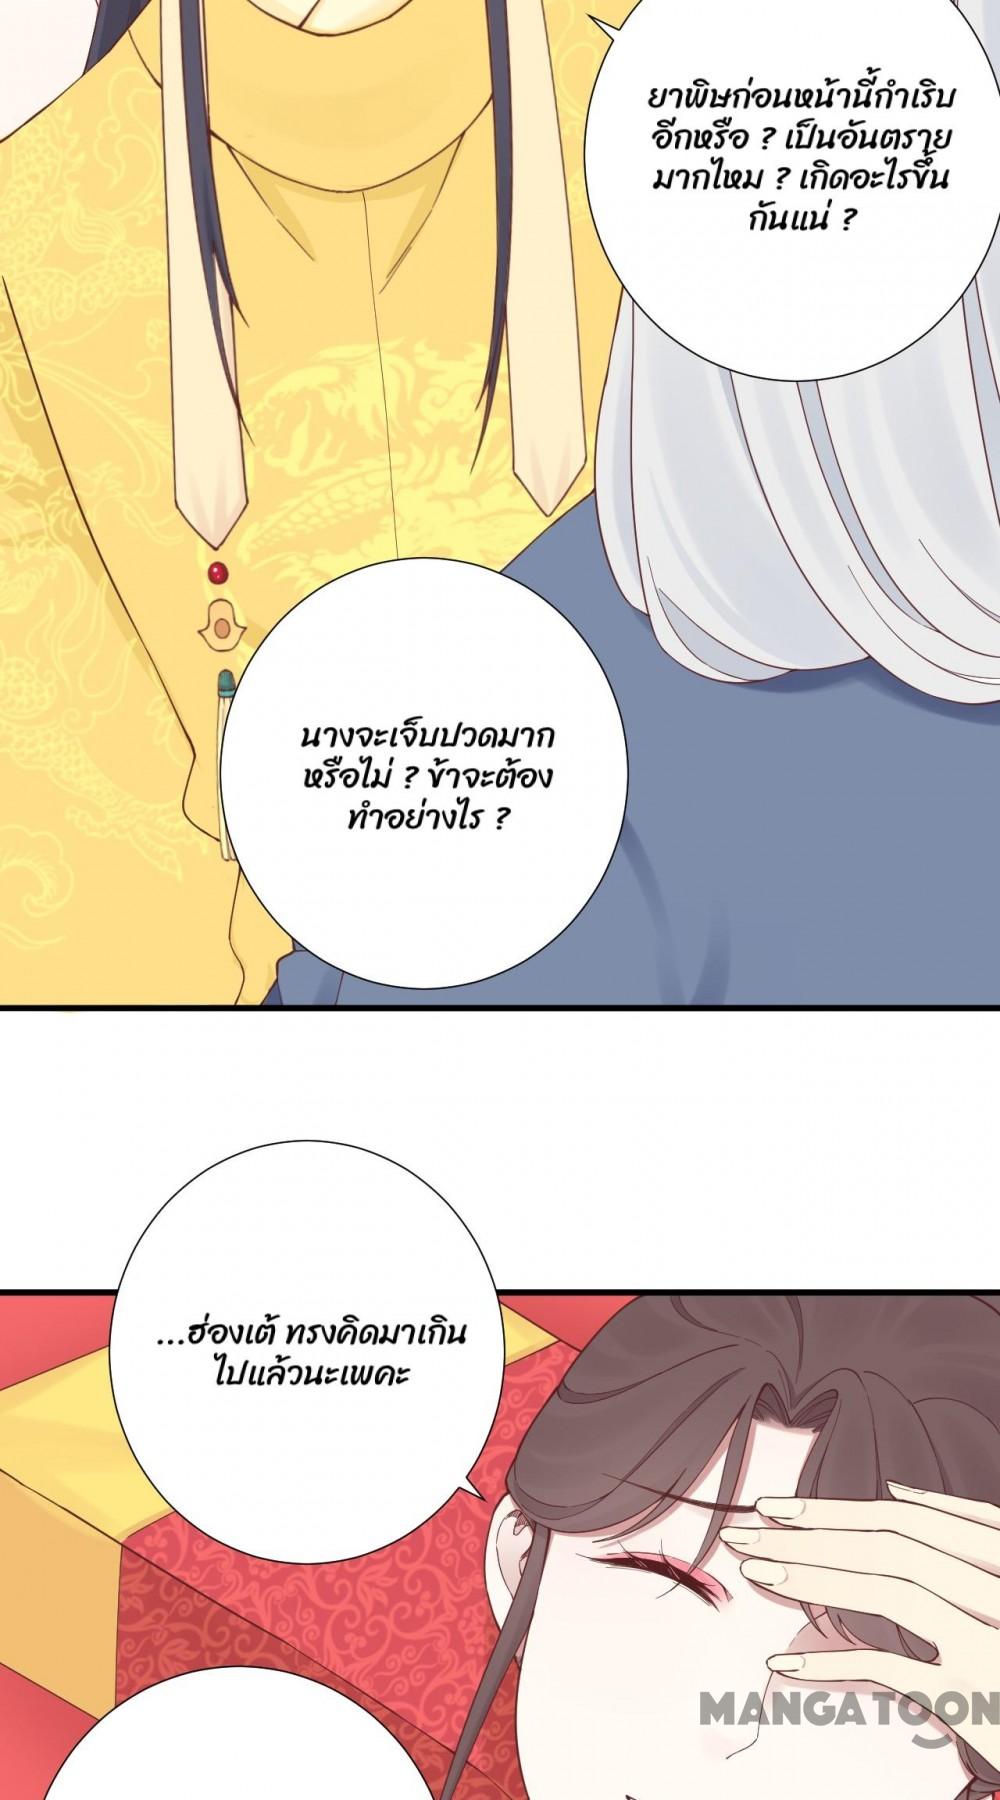 ยาพิษก่อนหน้านี้กำเริบ
อีกหรือ ? เป็นอันตราย
มากไหม ? เกิดอะไรขึ้น
กันแน่ ?
นางจะเจ็บปวดมาก
หรือไม่ ? ข้าจะต้อง
ทำอย่างไร ?
...ฮ่องเต้ ทรงคิดมาเกิน
ไปแล้วนะเพคะ
MANGATOON